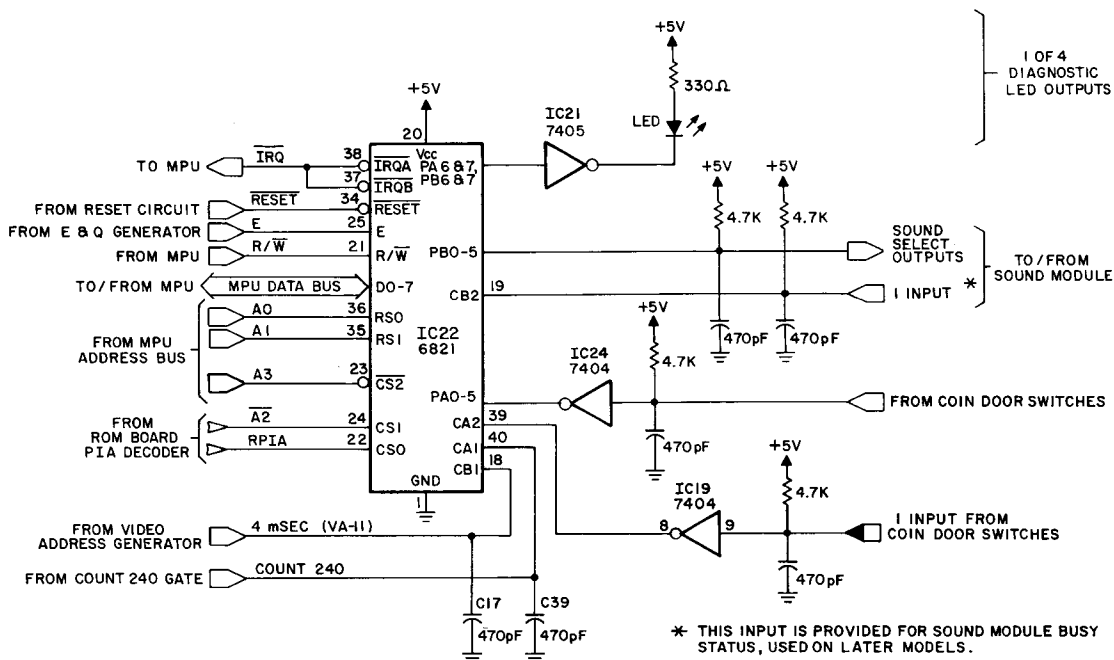 +5V
330Ω
1 OF 4
DIAGNOSTIC
LED OUTPUTS
+5V
IC21
7405
LED
20
Vcc
PA6&7,
PB6&7
TO MPU
IRQ
38
IRQA
37
IRQB
FROM RESET CIRCUIT
RESET
34
RESET
FROM E & Q GENERATOR
E
25
E
FROM MPU
R/W
21
R/W
TO/FROM MPU
MPU DATA BUS
D0-7
+5V
+5V
4.7K
4.7K
PB0-5
SOUND
SELECT
OUTPUTS
CB2
19
*
1 INPUT
TO/FROM
SOUND MODULE
470pF
470pF
FROM MPU
ADDRESS BUS
A0
36
RS0
A1
35
RS1
A3
23
CS2
IC22
6821
FROM
ROM BOARD
PIA DECODER
A2
24
CS1
RPIA
22
CS0
GND
1
PA0-5
CA2
39
CA1
40
CB1
18
IC24
7404
+5V
4.7K
FROM COIN DOOR SWITCHES
470pF
IC19
7404
8
9
+5V
4.7K
1 INPUT FROM
COIN DOOR SWITCHES
470pF
FROM VIDEO
ADDRESS GENERATOR
4 mSEC (VA-11)
FROM COUNT 240 GATE
COUNT 240
C17
470pF
C39
470pF
* THIS INPUT IS PROVIDED FOR SOUND MODULE BUSY
STATUS, USED ON LATER MODELS.